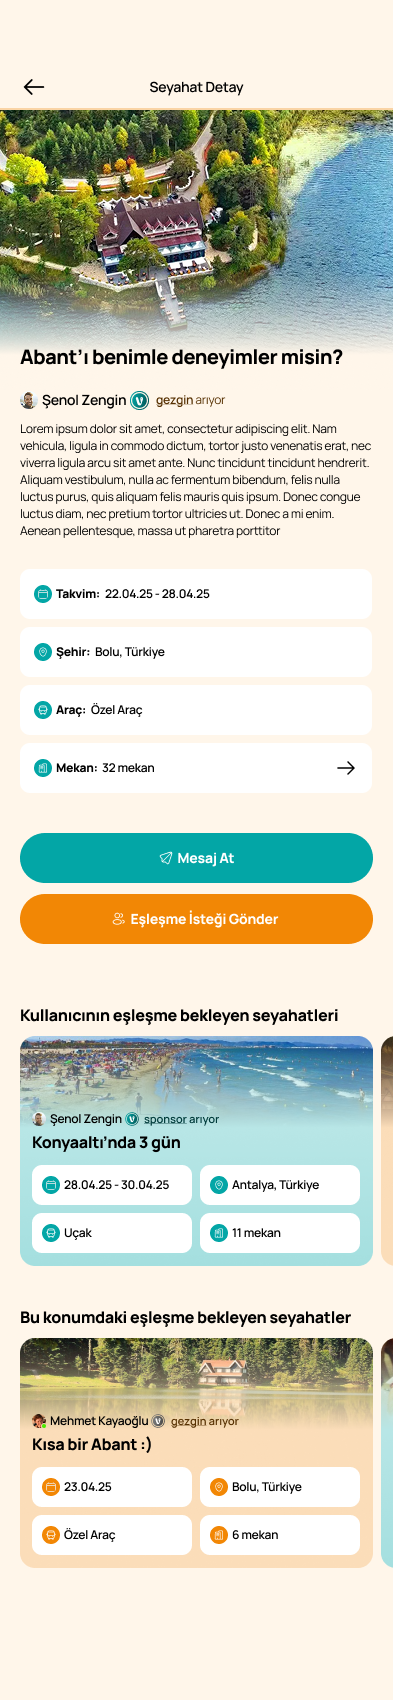 Seyahat Detay
Abant’ı benimle deneyimler misin?
Şenol Zengin gezgin arıyor
Lorem ipsum dolor sit amet, consectetur adipiscing elit. Nam
vehicula, ligula in commodo dictum, tortor justo venenatis erat, nec
viverra ligula arcu sit amet ante. Nunc tincidunt tincidunt hendrerit.
Aliquam vestibulum, nulla ac fermentum bibendum, felis nulla
luctus purus, quis aliquam felis mauris quis ipsum. Donec congue
luctus diam, nec pretium tortor ultricies ut. Donec a mi enim.
Aenean pellentesque, massa ut pharetra porttitor
Takvim: 22.04.25 - 28.04.25
Şehir: Bolu, Türkiye
Araç: Özel Araç
Mekan: 32 mekan
Mesaj At
Eşleşme İsteği Gönder
Kullanıcının eşleşme bekleyen seyahatleri
Şenol Zengin sponsor arıyor
Konyaaltı’nda 3 gün
28.04.25 - 30.04.25 Antalya, Türkiye
Uçak 11 mekan
Bu konumdaki eşleşme bekleyen seyahatler
Mehmet Kayaoğlu gezgin arıyor
Kısa bir Abant :)
23.04.25 Bolu, Türkiye
Özel Araç 6 mekan